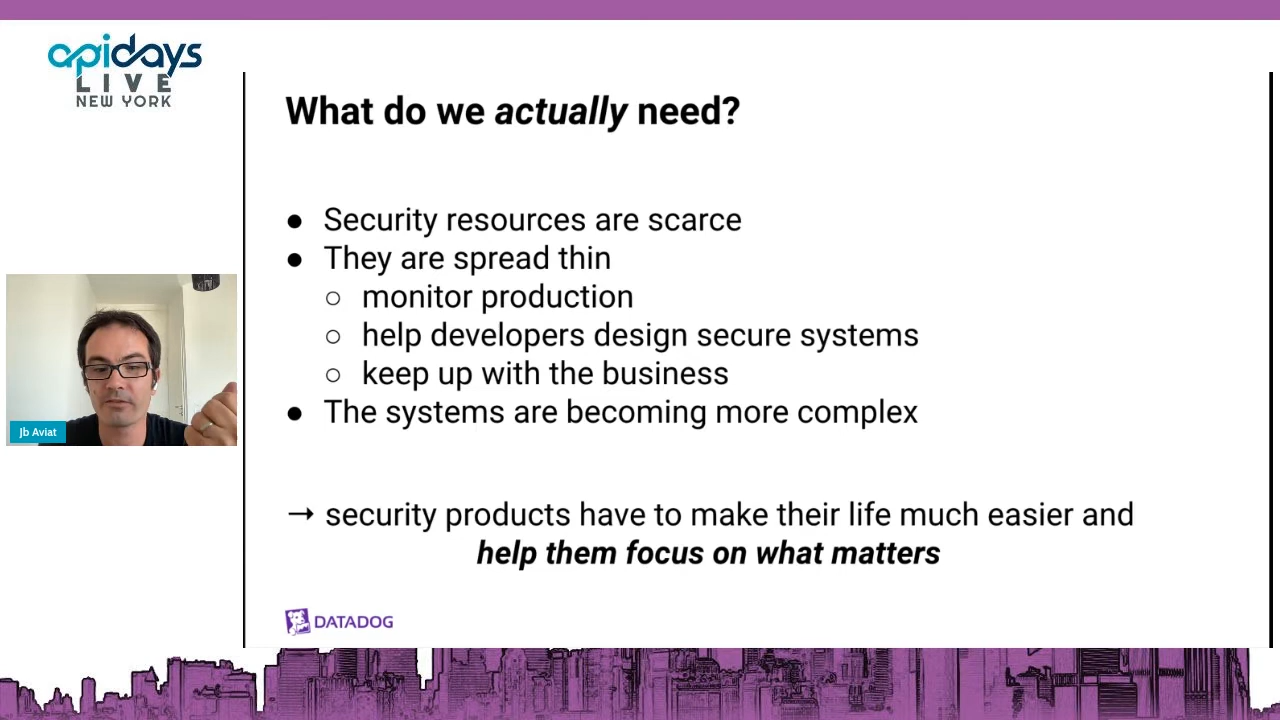 apidays
LIVE
NEW YORK
What do we actually need?
● Security resources are scarce
● They are spread thin
○ monitor production
○ help developers design secure systems
○ keep up with the business
● The systems are becoming more complex
→ security products have to make their life much easier and
help them focus on what matters
Jb Aviat
DATADOG